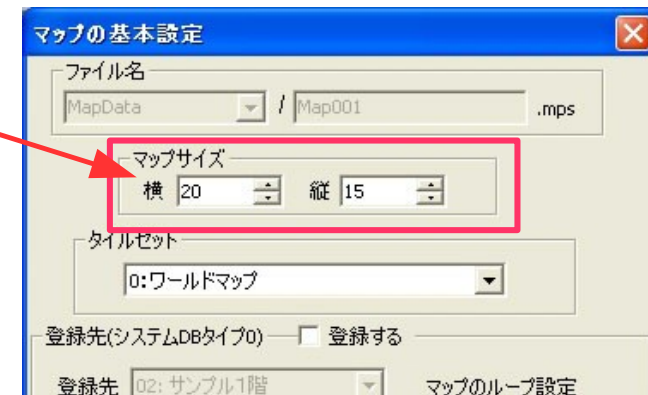 マップの基本設定
ファイル名
MapData / Map001 .mps
マップサイズ
横 20 縦 15
タイルセット
0:ワールドマップ
登録先(システムDBタイプ0) 登録する
登録先 02: サンプル1階 マップのループ設定